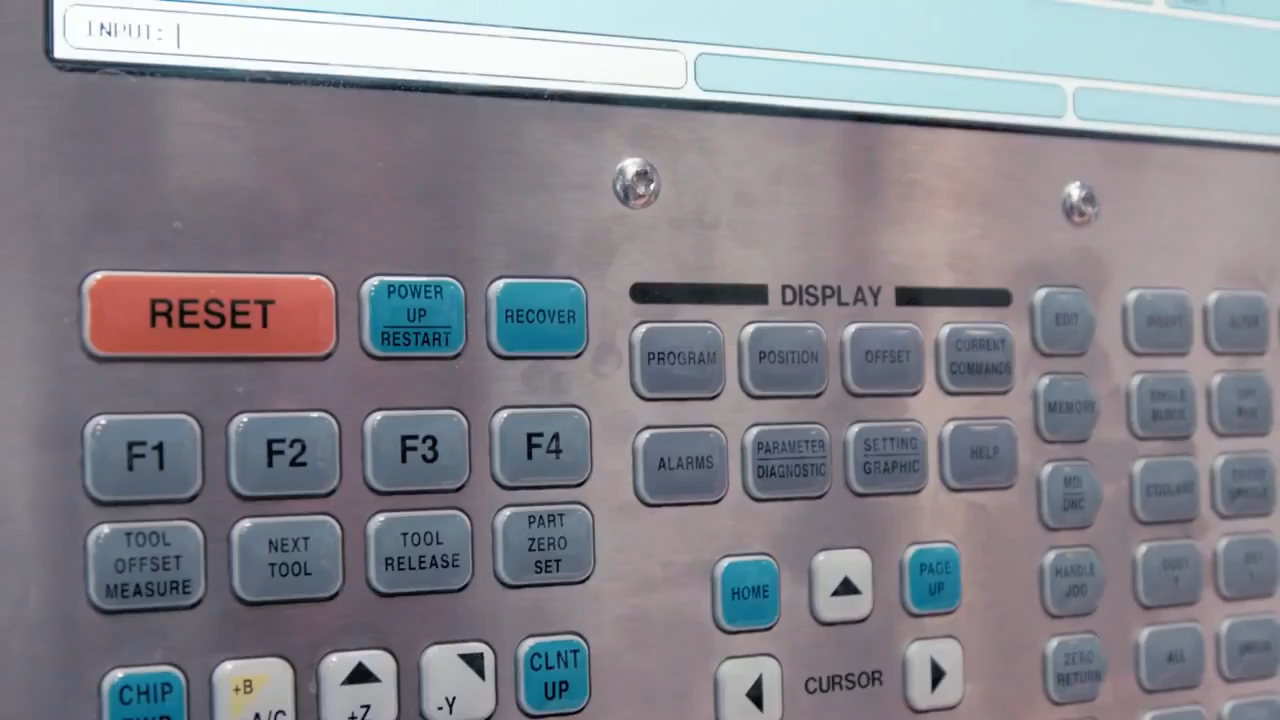 INPUT:
RESET
POWER
UP
RESTART
RECOVER
DISPLAY
PROGRAM
POSITION
OFFSET
CURRENT
COMMANDS
EDIT
INSERT
ALTER
F1
F2
F3
F4
ALARMS
PARAMETER
DIAGNOSTIC
SETTING
GRAPHIC
HELP
MEMORY
SINGLE
BLOCK
TOOL
OFFSET
MEASURE
NEXT
TOOL
TOOL
RELEASE
PART
ZERO
SET
MDI
DNC
COOLANT
HOME
PAGE
UP
HANDLE
JOG
CHIP
+B
+Z
-Y
CLNT
UP
CURSOR
ZERO
RETURN
ALL